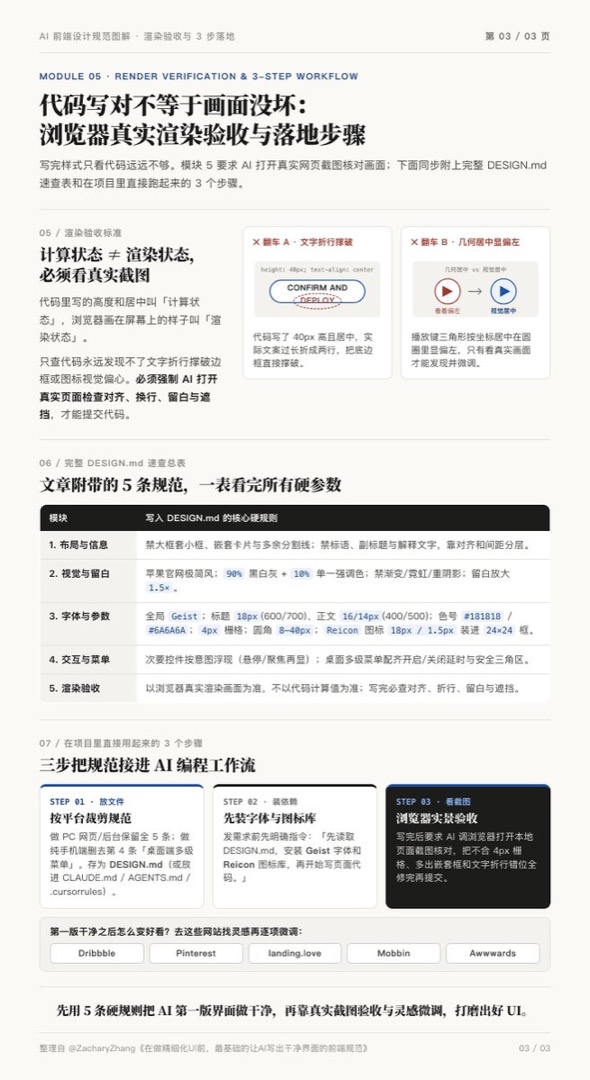 AI 前端设计规范图解 · 渲染验收与 3 步落地
第 03 / 03 页
MODULE 05 · RENDER VERIFICATION & 3-STEP WORKFLOW
代码写对不等于画面没坏：
浏览器真实渲染验收与落地步骤
写完样式只看代码远远不够。模块 5 要求 AI 打开真实网页截图核对画面；下面同步附上完整 DESIGN.md
速查表和在项目里直接跑起来的 3 个步骤。
05 / 渲染验收标准
计算状态 ≠ 渲染状态，
必须看真实截图
代码里写的高度和居中叫「计算状
态」，浏览器画在屏幕上的样子叫「渲
染状态」。
只查代码永远发现不了文字折行撑破边
框或图标视觉偏心。必须强制 AI 打开
真实页面检查对齐、换行、留白与遮
挡，才能提交代码。
✕ 翻车 A · 文字折行撑破
height: 40px; text-align: center
CONFIRM AND
DEPLOY
代码写了 40px 高且居中，实
际文案过长折成两行，把底边
框直接撑破。
✕ 翻车 B · 几何居中显偏左
几何居中 vs 视觉居中
看着偏左
视觉居中
播放键三角形按坐标居中在圆
圈里显偏左，只有看真实画面
才能发现并微调。
06 / 完整 DESIGN.md 速查总表
文章附带的 5 条规范，一表看完所有硬参数
模块
写入 DESIGN.md 的核心硬规则
1. 布局与信息
禁大框套小框、嵌套卡片与多余分割线；禁标语、副标题与解释文字，靠对齐和间距分层。
2. 视觉与留白
苹果官网极简风；90% 黑白灰 + 10% 单一强调色；禁渐变/霓虹/重阴影；留白放大
1.5×。
3. 字体与参数
全局 Geist；标题 18px(600/700)、正文 16/14px(400/500)；色号 #181818 /
#6A6A6A；4px 栅格；圆角 8—40px；Reicon 图标 18px / 1.5px 装进 24×24 框。
4. 交互与菜单
次要控件按意图浮现（悬停/聚焦再显）；桌面多级菜单配齐开启/关闭延时与安全三角区。
5. 渲染验收
以浏览器真实渲染画面为准，不以代码计算值为准；写完必查对齐、折行、留白与遮挡。
07 / 在项目里直接用起来的 3 个步骤
三步把规范接进 AI 编程工作流
STEP 01 · 放文件
按平台裁剪规范
做 PC 网页/后台保留全 5 条；做
纯手机端删去第 4 条「桌面端多级
菜单」。存为 DESIGN.md（或放
进 CLAUDE.md / AGENTS.md /
.cursorrules）。
STEP 02 · 装依赖
先装字体与图标库
发需求前先明确指令：「先读取
DESIGN.md，安装 Geist 字体和
Reicon 图标库，再开始写页面代
码。」
STEP 03 · 看截图
浏览器实景验收
写完后要求 AI 调浏览器打开本地
页面截图核对，把不合 4px 栅
格、多出嵌套框和文字折行错位全
修完再提交。
第一版干净之后怎么变好看？去这些网站找灵感再逐项微调：
Dribbble
Pinterest
landing.love
Mobbin
Awwwards
先用 5 条硬规则把 AI 第一版界面做干净，再靠真实截图验收与灵感微调，打磨出好 UI。
整理自 @ZacharyZhang《在做精细化UI前，最基础的让AI写出干净界面的前端规范》
03 / 03